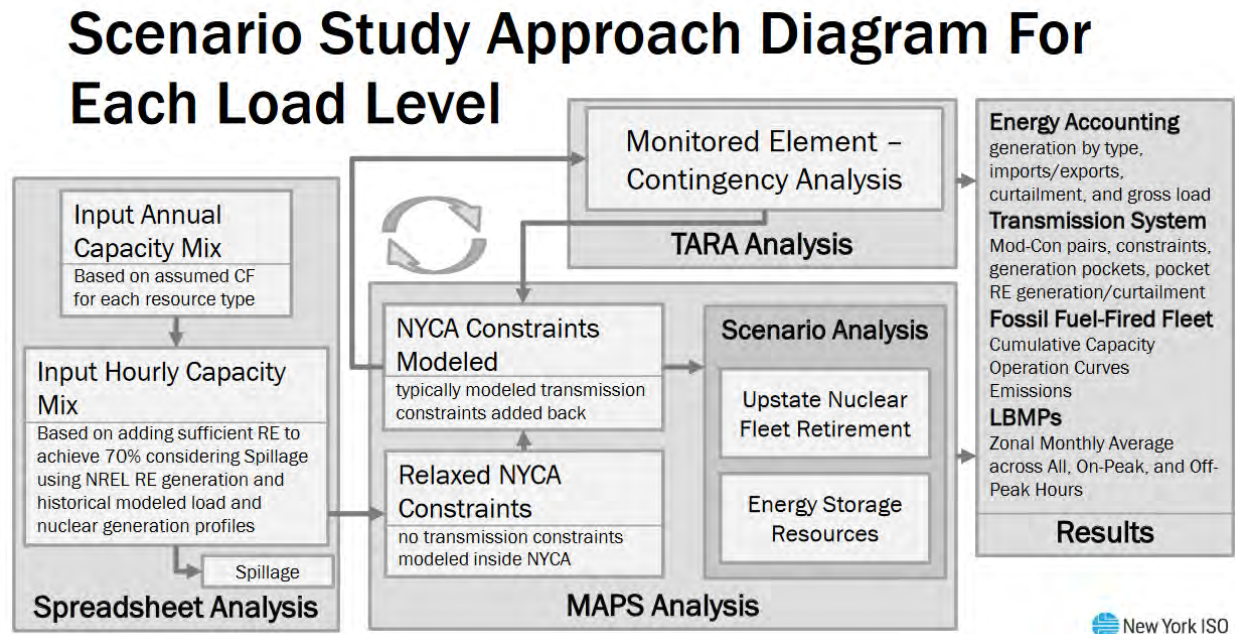 Scenario Study Approach Diagram For
Each Load Level
Input Annual
Capacity Mix
Based on assumed CF
for each resource type
Input Hourly Capacity
Mix
Based on adding sufficient RE to
achieve 70% considering Spillage
using NREL RE generation and
historical modeled load and
nuclear generation profiles
Spillage
Spreadsheet Analysis
Monitored Element –
Contingency Analysis
TARA Analysis
NYCA Constraints
Modeled
typically modeled transmission
constraints added back
Relaxed NYCA
Constraints
no transmission constraints
modeled inside NYCA
Scenario Analysis
Upstate Nuclear
Fleet Retirement
Energy Storage
Resources
MAPS Analysis
Energy Accounting
generation by type,
imports/exports,
curtailment, and gross load
Transmission System
Mod-Con pairs, constraints,
generation pockets, pocket
RE generation/curtailment
Fossil Fuel-Fired Fleet
Cumulative Capacity
Operation Curves
Emissions
LBMPs
Zonal Monthly Average
across All, On-Peak, and Off-
Peak Hours
Results
New York ISO